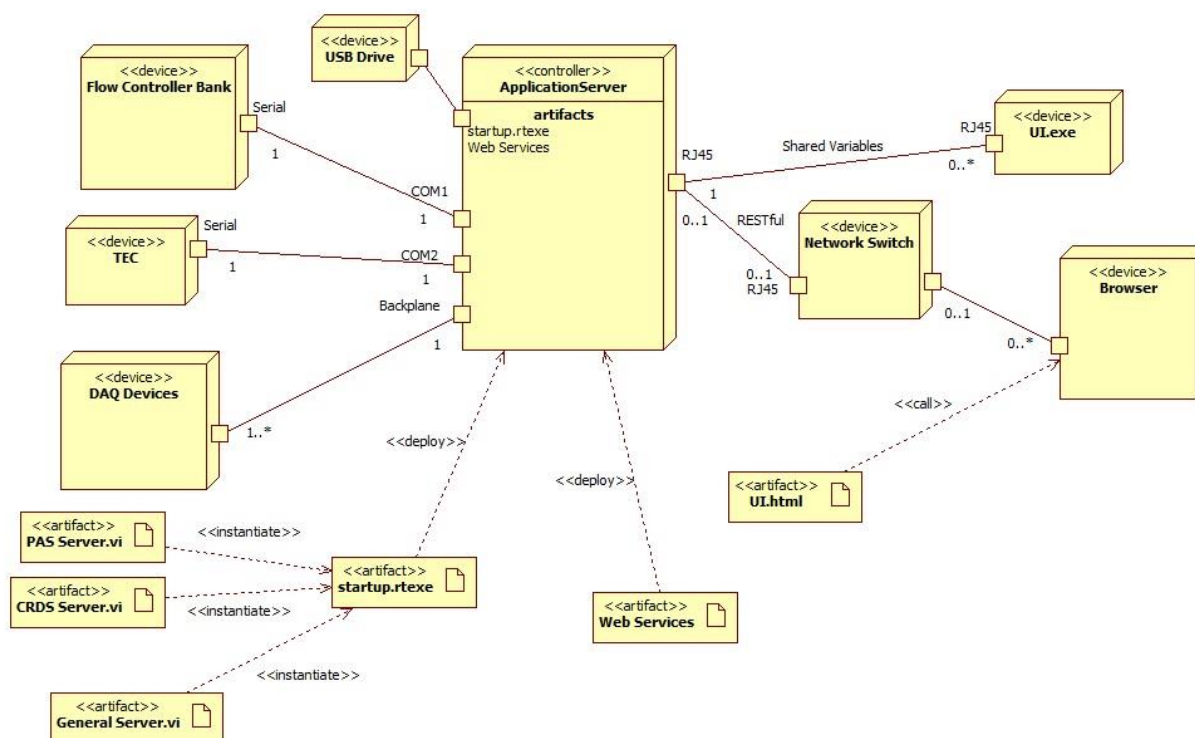 <<device>>
USB Drive
<<device>>
Flow Controller Bank
<<controller>>
ApplicationServer
artifacts
startup.rtexe
Web Services
Serial
1
COM1
1
<<device>>
UI.exe
RJ45
0..*
Shared Variables
RJ45
1
0..1
RESTful
0..1
RJ45
<<device>>
Network Switch
0..1
<<device>>
Browser
0..*
<<device>>
TEC
Serial
1
COM2
1
Backplane
1
<<device>>
DAQ Devices
1..*
<<deploy>>
<<deploy>>
<<call>>
<<artifact>>
UI.html
<<artifact>>
PAS Server.vi
<<instantiate>>
<<artifact>>
CRDS Server.vi
<<instantiate>>
<<artifact>>
startup.rtexe
<<artifact>>
Web Services
<<instantiate>>
<<artifact>>
General Server.vi